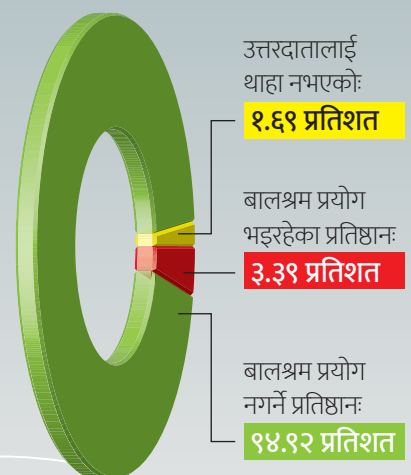 उत्तरदातालाई
थाहा नभएकोः
१.६९ प्रतिशत
बालश्रम प्रयोग
भइरहेका प्रतिष्ठानः
३.३९ प्रतिशत
बालश्रम प्रयोग
नगर्ने प्रतिष्ठानः
९४.९२ प्रतिशत